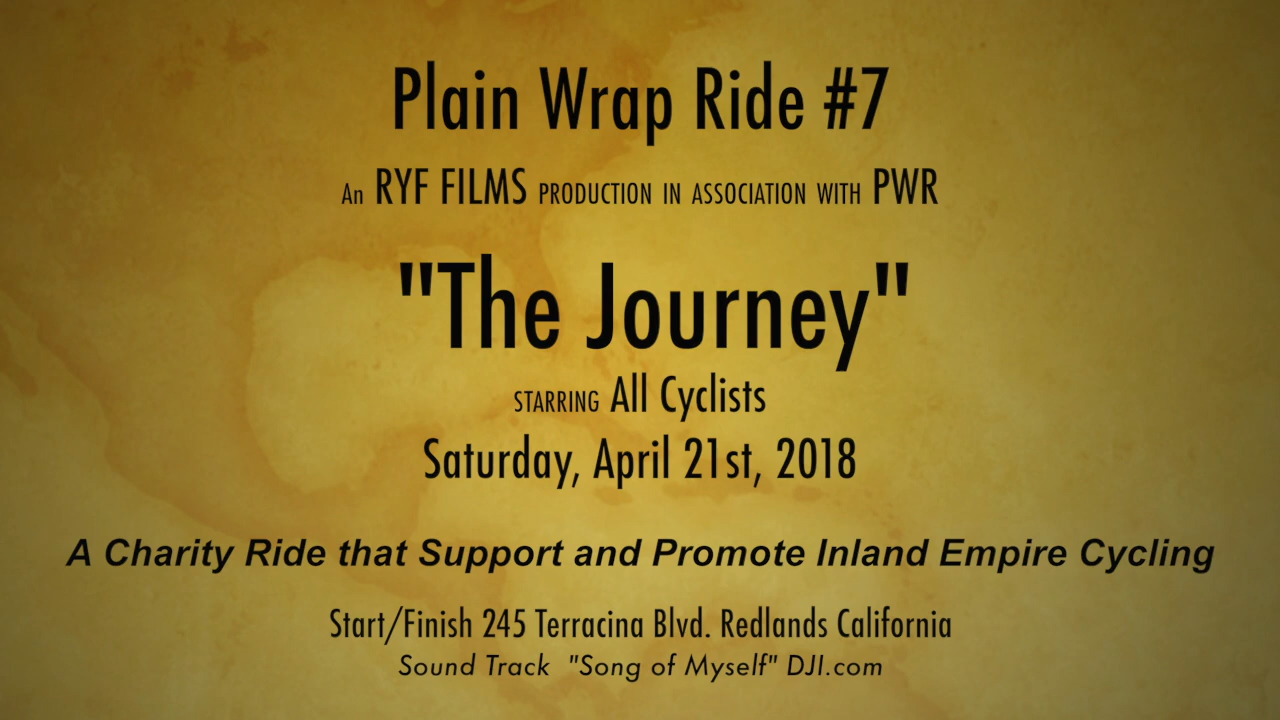 Plain Wrap Ride #7
An RYF FILMS PRODUCTION IN ASSOCIATION WITH PWR
"The Journey"
STARRING All Cyclists
Saturday, April 21st, 2018
A Charity Ride that Support and Promote Inland Empire Cycling
Start/Finish 245 Terracina Blvd. Redlands California
Sound Track "Song of Myself" DJI.com